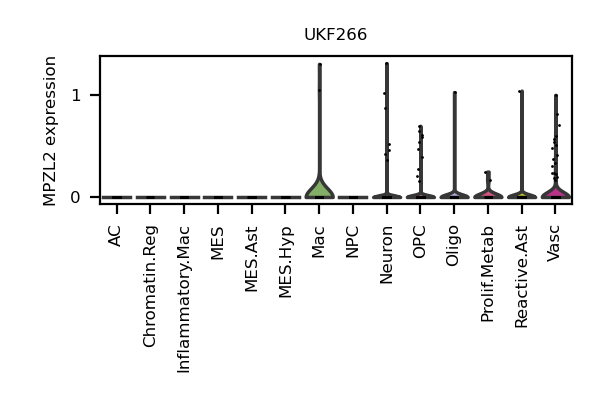 UKF266
MPZL2 expression
1
0
AC
Chromatin.Reg
Inflammatory.Mac
MES
MES.Ast
MES.Hyp
Mac
NPC
Neuron
OPC
Oligo
Prolif.Metab
Reactive.Ast
Vasc